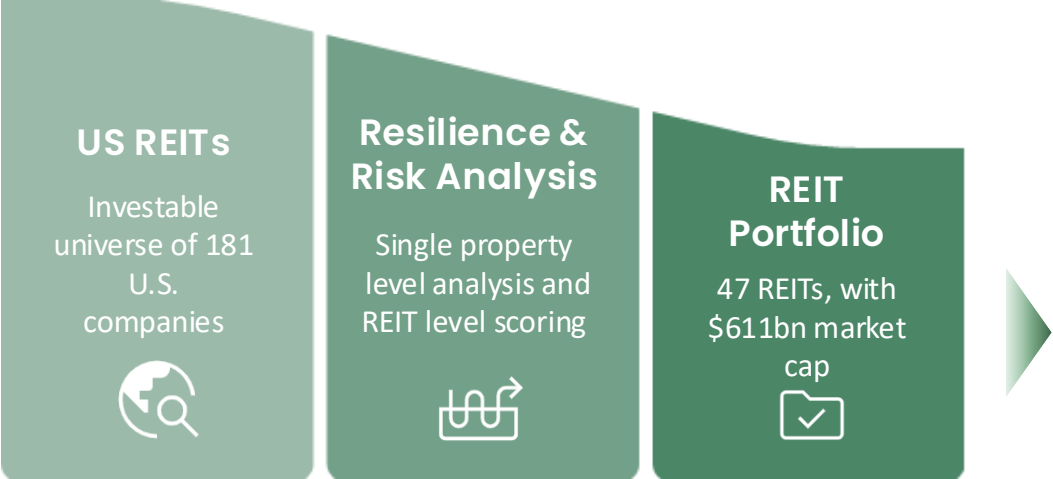 US REITs
Investable
universe of 181
U.S.
companies
Resilience &
Risk Analysis
Single property
level analysis and
REIT level scoring
REIT
Portfolio
47 REITs, with
$611bn market
cap